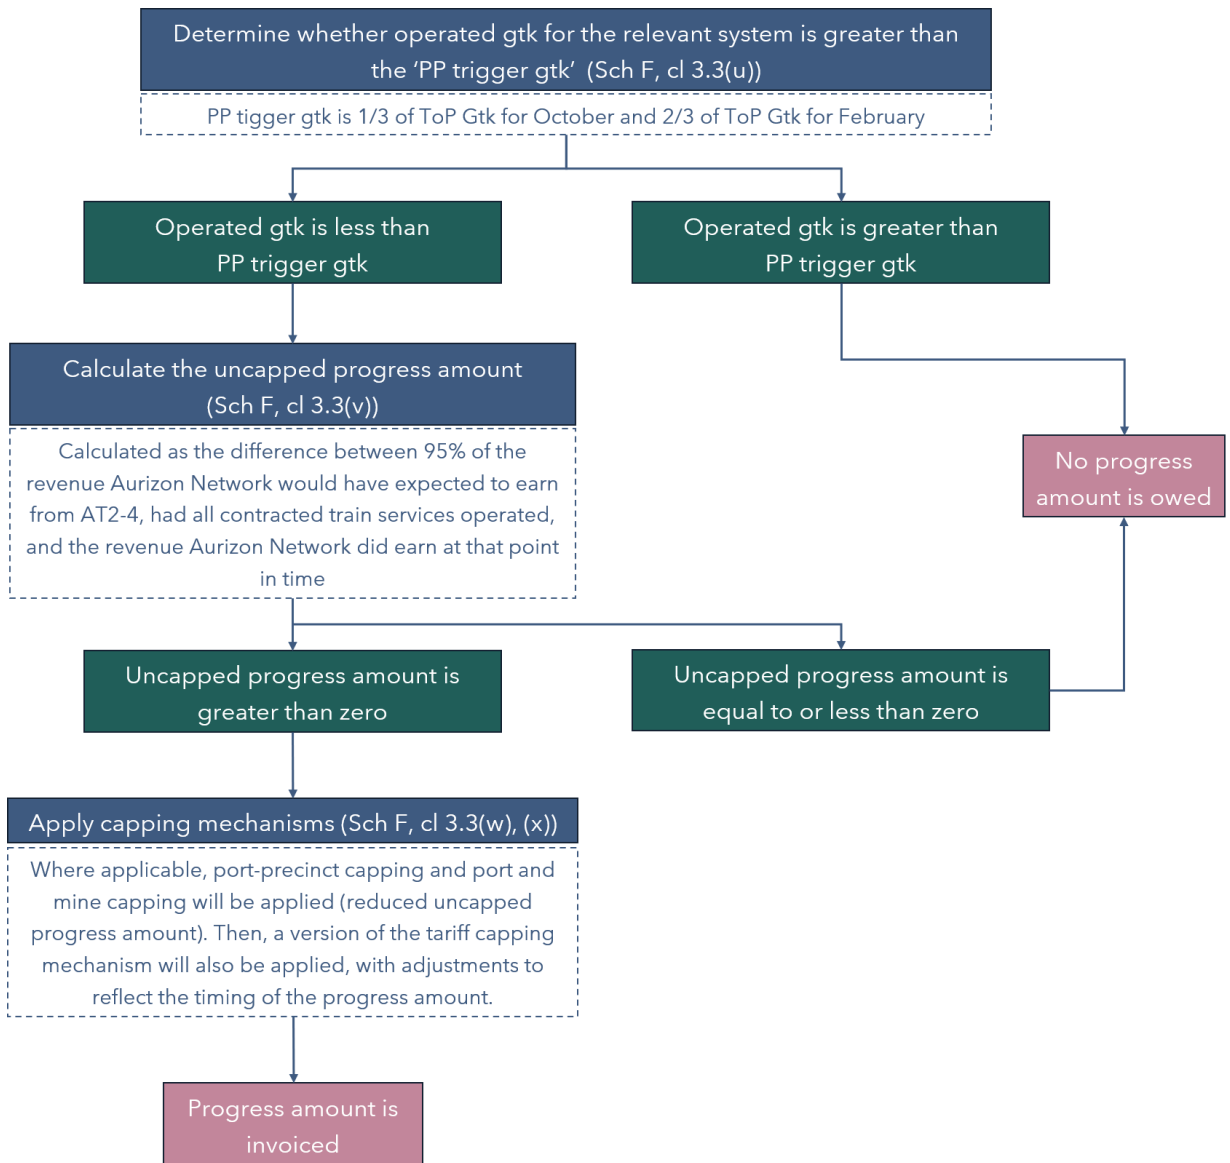 Determine whether operated gtk for the relevant system is greater than
the ‘PP trigger gtk’ (Sch F, cl 3.3(u))
PP tigger gtk is 1/3 of ToP Gtk for October and 2/3 of ToP Gtk for February
Operated gtk is less than
PP trigger gtk
Operated gtk is greater than
PP trigger gtk
Calculate the uncapped progress amount
(Sch F, cl 3.3(v))
Calculated as the difference between 95% of the
revenue Aurizon Network would have expected to earn
from AT2-4, had all contracted train services operated,
and the revenue Aurizon Network did earn at that point
in time
No progress
amount is owed
Uncapped progress amount is
greater than zero
Uncapped progress amount is
equal to or less than zero
Apply capping mechanisms (Sch F, cl 3.3(w), (x))
Where applicable, port-precinct capping and port and
mine capping will be applied (reduced uncapped
progress amount). Then, a version of the tariff capping
mechanism will also be applied, with adjustments to
reflect the timing of the progress amount.
Progress amount is
invoiced